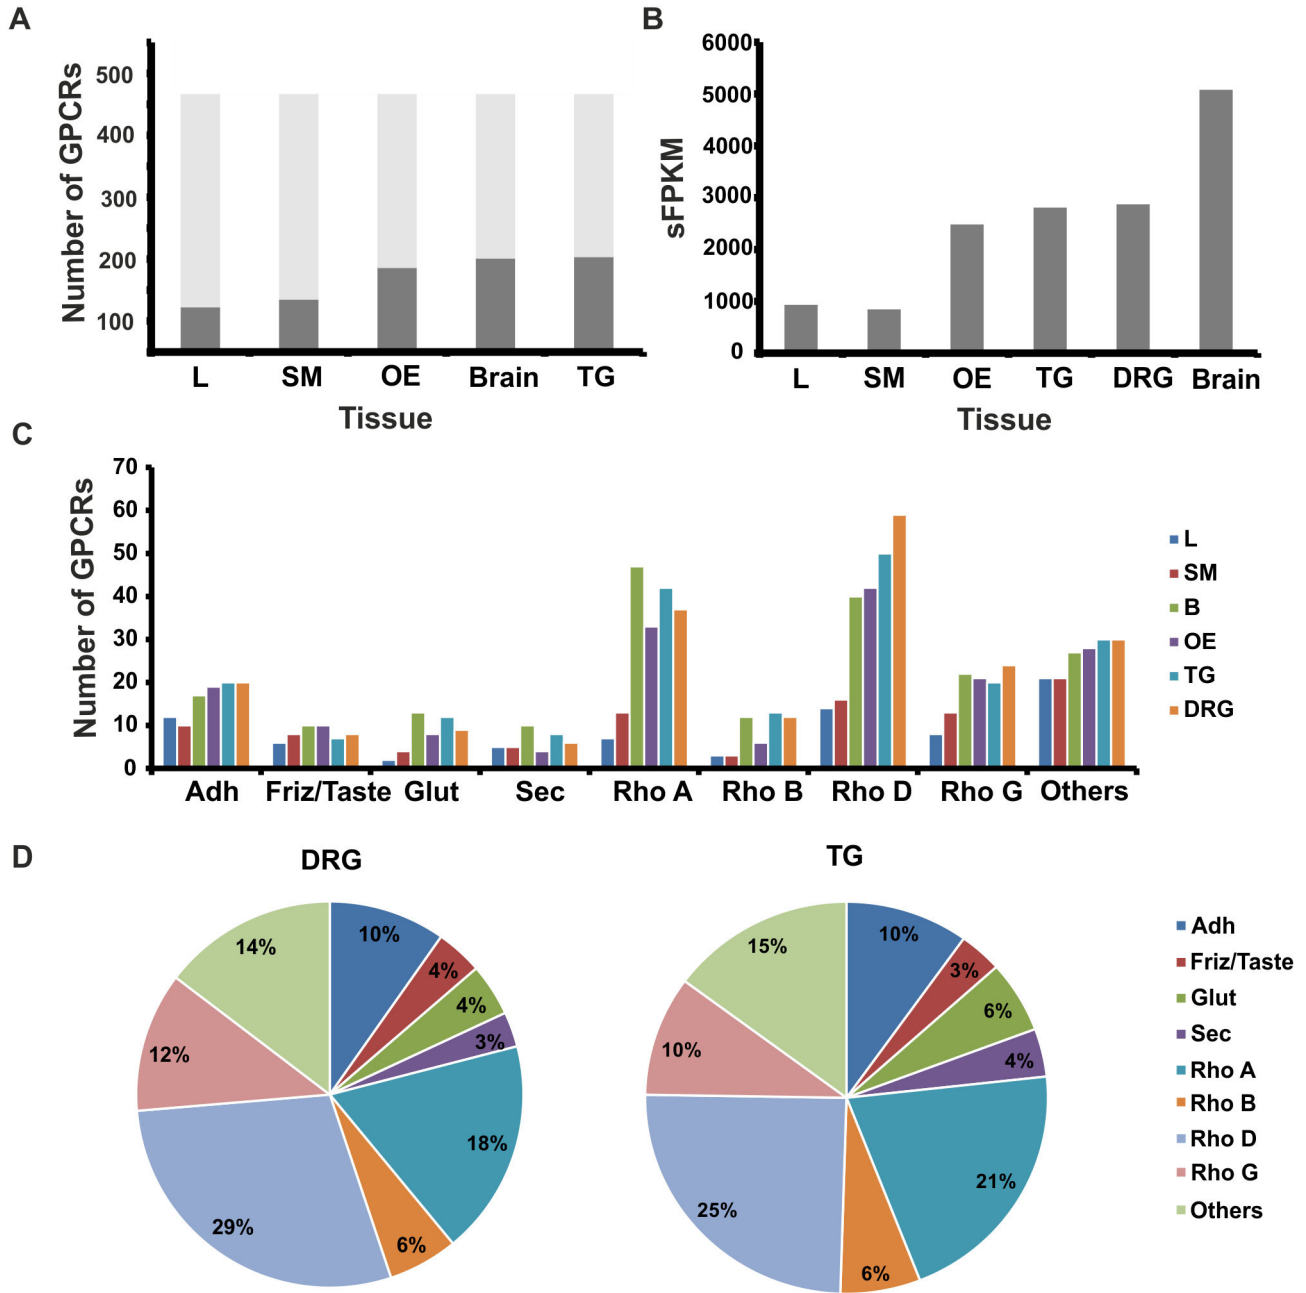 A
Number of GPCRs
500
400
300
200
100
L SM OE Brain TG
Tissue
B
sFPKM
6000
5000
4000
3000
2000
1000
0
L SM OE TG DRG Brain
Tissue
C
Number of GPCRs
70
60
50
40
30
20
10
0
Adh Friz/Taste Glut Sec Rho A Rho B Rho D Rho G Others
L
SM
B
OE
TG
DRG
D
DRG
10%
4%
4%
3%
18%
6%
29%
12%
14%
TG
10%
3%
6%
4%
21%
6%
25%
10%
15%
Adh
Friz/Taste
Glut
Sec
Rho A
Rho B
Rho D
Rho G
Others